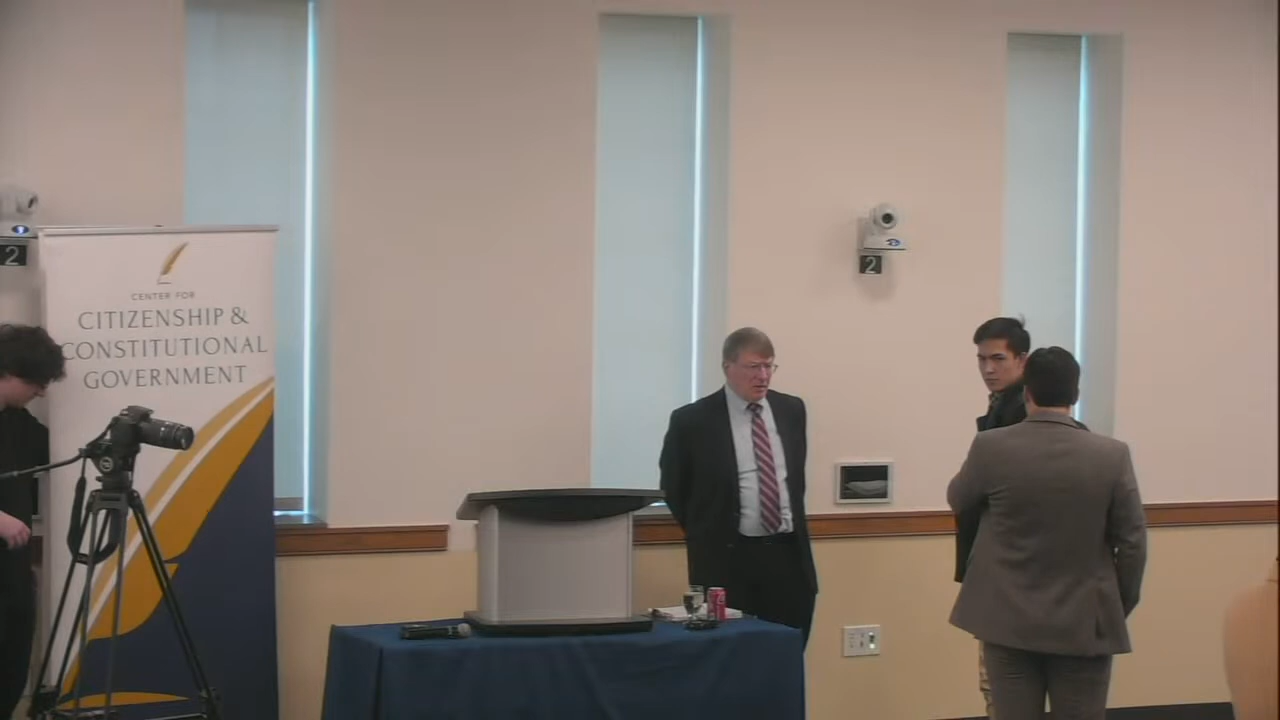 CENTER FOR
CITIZENSHIP &
CONSTITUTIONAL
GOVERNMENT
2
2